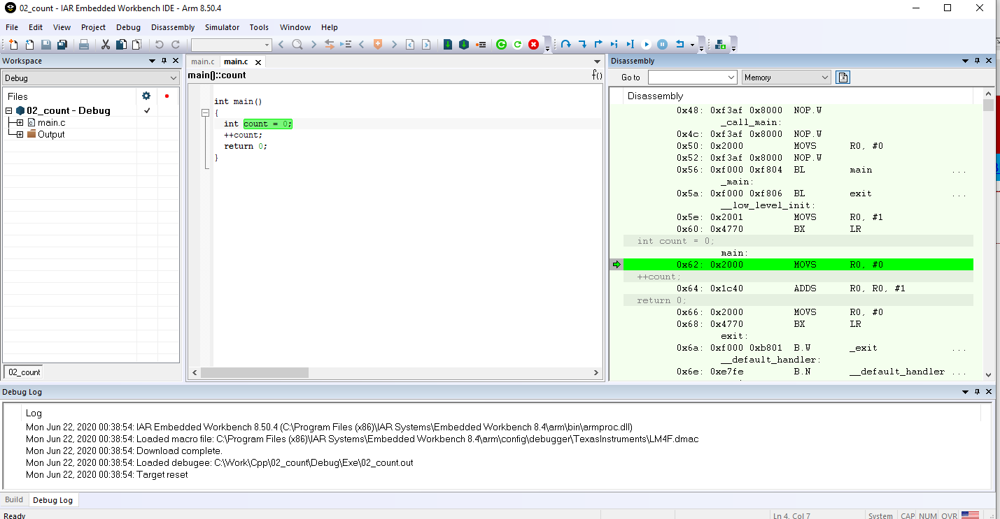 02_count - IAR Embedded Workbench IDE - Arm 8.50.4
File Edit View Project Debug Disassembly Simulator Tools Window Help
Workspace
Debug
Files
02_count - Debug
main.c
Output
02_count
main.c main.c
main()::count
f()
int main()
{
int count = 0;
++count;
return 0;
}
Disassembly
Go to Memory
Disassembly
0x48: 0xf3af 0x8000 NOP.W
_call_main:
0x4c: 0xf3af 0x8000 NOP.W
0x50: 0x2000 MOVS R0, #0
0x52: 0xf3af 0x8000 NOP.W
0x56: 0xf000 0xf804 BL main ...
_main:
0x5a: 0xf000 0xf806 BL exit ...
__low_level_init:
0x5e: 0x2001 MOVS R0, #1
0x60: 0x4770 BX LR
int count = 0;
main:
0x62: 0x2000 MOVS R0, #0
++count;
0x64: 0x1c40 ADDS R0, R0, #1
return 0;
0x66: 0x2000 MOVS R0, #0
0x68: 0x4770 BX LR
exit:
0x6a: 0xf000 0xb801 B.W _exit ...
__default_handler:
0x6e: 0xe7fe B.N __default_handler ...
Debug Log
Log
Mon Jun 22, 2020 00:38:54: IAR Embedded Workbench 8.50.4 (C:\Program Files (x86)\IAR Systems\Embedded Workbench 8.4\arm\bin\armproc.dll)
Mon Jun 22, 2020 00:38:54: Loaded macro file: C:\Program Files (x86)\IAR Systems\Embedded Workbench 8.4\arm\config\debugger\TexasInstruments\LM4F.dmac
Mon Jun 22, 2020 00:38:54: Download complete.
Mon Jun 22, 2020 00:38:54: Loaded debugee: C:\Work\Cpp\02_count\Debug\Exe\02_count.out
Mon Jun 22, 2020 00:38:54: Target reset
Build Debug Log
Ready Ln 4, Col 7 System CAP NUM OVR